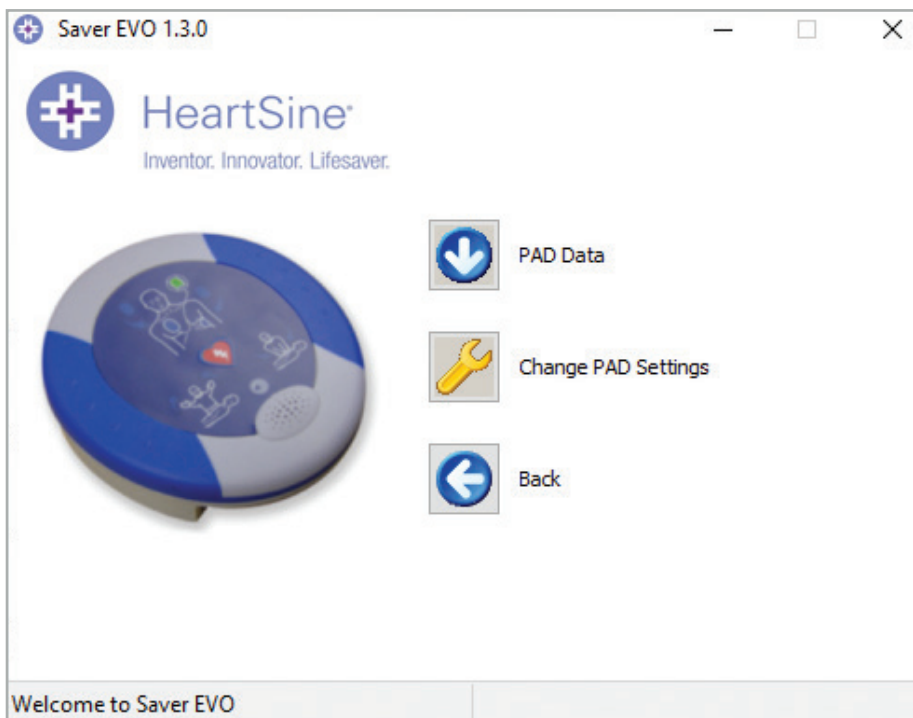 Saver EVO 1.3.0
HeartSine®
Inventor. Innovator. Lifesaver.
PAD Data
Change PAD Settings
Back
Welcome to Saver EVO